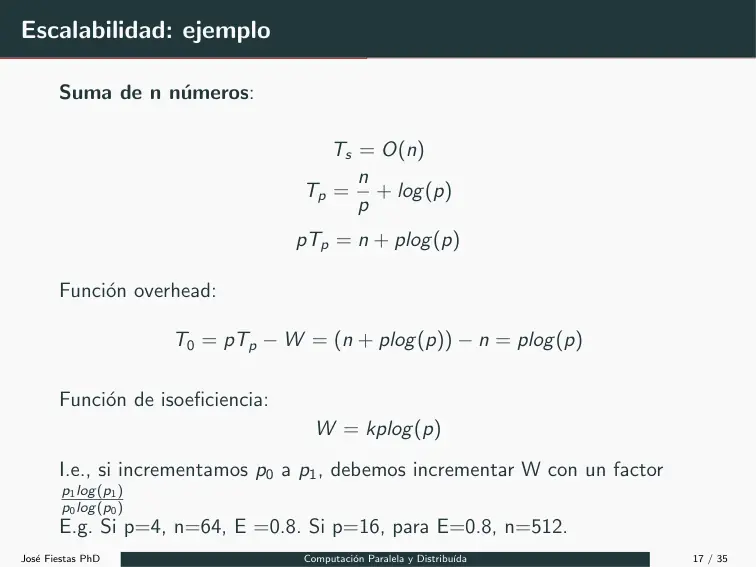 Escalabilidad: ejemplo
Suma de n números:
T_s = O(n)
T_p = n/p + log(p)
pT_p = n + plog(p)
Función overhead:
T_0 = pT_p − W = (n + plog(p)) − n = plog(p)
Función de isoeficiencia:
W = kplog(p)
I.e., si incrementamos p_0 a p_1, debemos incrementar W con un factor
p_1log(p_1)/p_0log(p_0)
E.g. Si p=4, n=64, E =0.8. Si p=16, para E=0.8, n=512.
José Fiestas PhD Computación Paralela y Distribuída 17 / 35